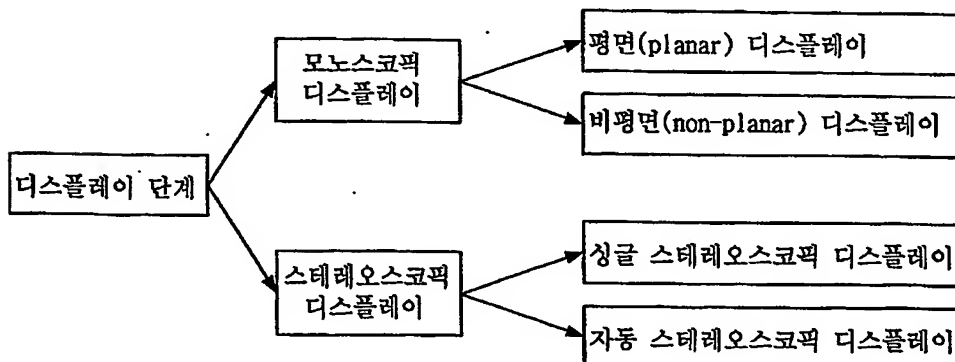 모노스코픽
디스플레이
평면(planar) 디스플레이
비평면(non-planar) 디스플레이
디스플레이 단계
스테레오스코픽
디스플레이
싱글 스테레오스코픽 디스플레이
자동 스테레오스코픽 디스플레이